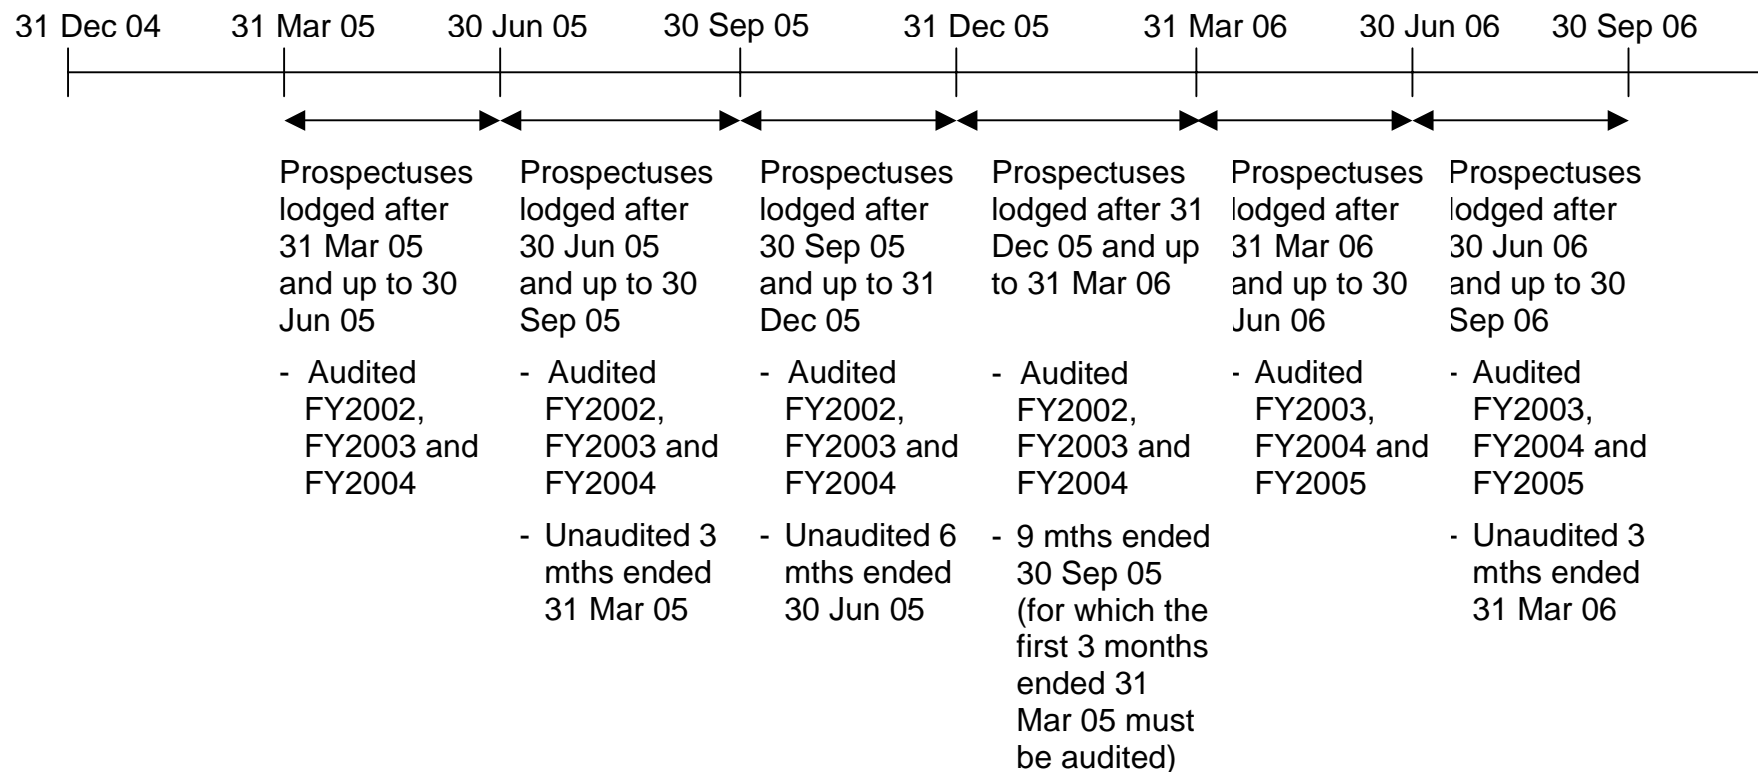 31 Dec 04
31 Mar 05
30 Jun 05
30 Sep 05
31 Dec 05
31 Mar 06
30 Jun 06
30 Sep 06
Prospectuses
lodged after
31 Mar 05
and up to 30
Jun 05
- Audited
FY2002,
FY2003 and
FY2004
Prospectuses
lodged after
30 Jun 05
and up to 30
Sep 05
- Audited
FY2002,
FY2003 and
FY2004
- Unaudited 3
mths ended
31 Mar 05
Prospectuses
lodged after
30 Sep 05
and up to 31
Dec 05
- Audited
FY2002,
FY2003 and
FY2004
- Unaudited 6
mths ended
30 Jun 05
Prospectuses
lodged after 31
Dec 05 and up
to 31 Mar 06
- Audited
FY2002,
FY2003 and
FY2004
- 9 mths ended
30 Sep 05
(for which the
first 3 months
ended 31
Mar 05 must
be audited)
Prospectuses
lodged after
31 Mar 06
and up to 30
Jun 06
- Audited
FY2003,
FY2004 and
FY2005
Prospectuses
lodged after
30 Jun 06
and up to 30
Sep 06
- Audited
FY2003,
FY2004 and
FY2005
- Unaudited 3
mths ended
31 Mar 06